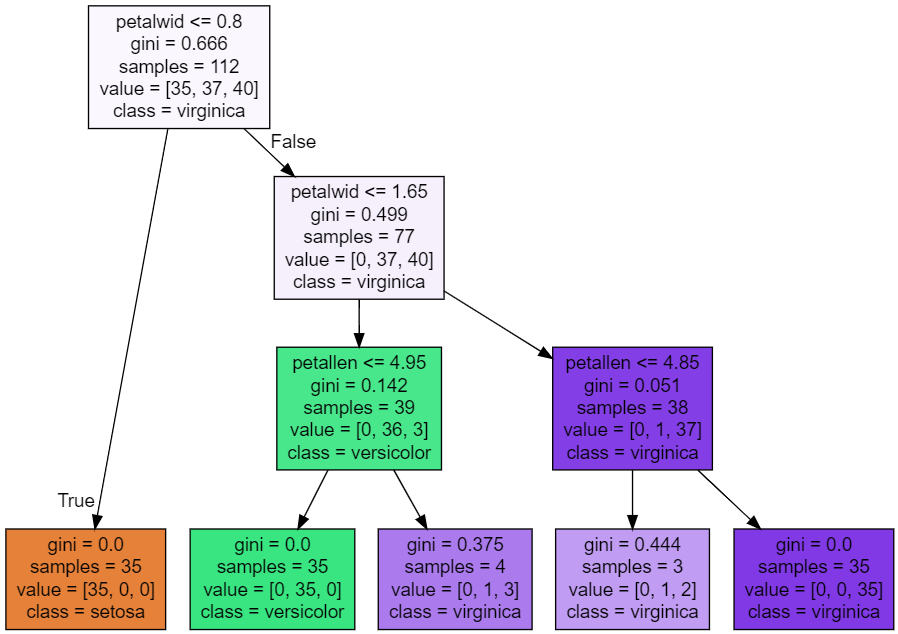 petalwid <= 0.8
gini = 0.666
samples = 112
value = [35, 37, 40]
class = virginica
False
petalwid <= 1.65
gini = 0.499
samples = 77
value = [0, 37, 40]
class = virginica
petallen <= 4.95
gini = 0.142
samples = 39
value = [0, 36, 3]
class = versicolor
petallen <= 4.85
gini = 0.051
samples = 38
value = [0, 1, 37]
class = virginica
True
gini = 0.0
samples = 35
value = [35, 0, 0]
class = setosa
gini = 0.0
samples = 35
value = [0, 35, 0]
class = versicolor
gini = 0.375
samples = 4
value = [0, 1, 3]
class = virginica
gini = 0.444
samples = 3
value = [0, 1, 2]
class = virginica
gini = 0.0
samples = 35
value = [0, 0, 35]
class = virginica